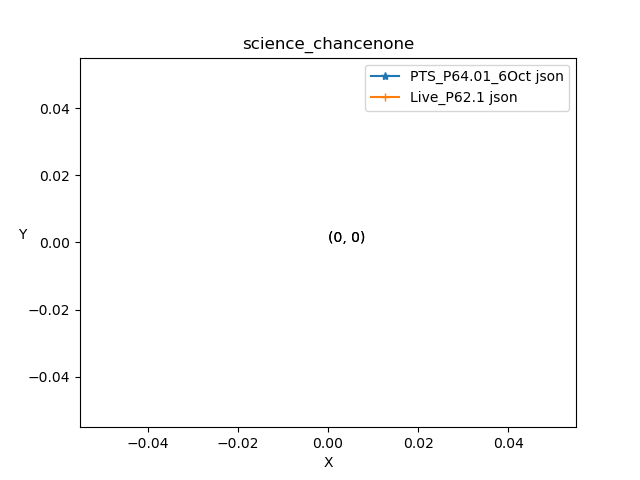 science_chancenone
PTS_P64.01_6Oct json
Live_P62.1 json
0.04
0.02
0.00
−0.02
−0.04
Y
(0, 0)
−0.04 −0.02 0.00 0.02 0.04
X